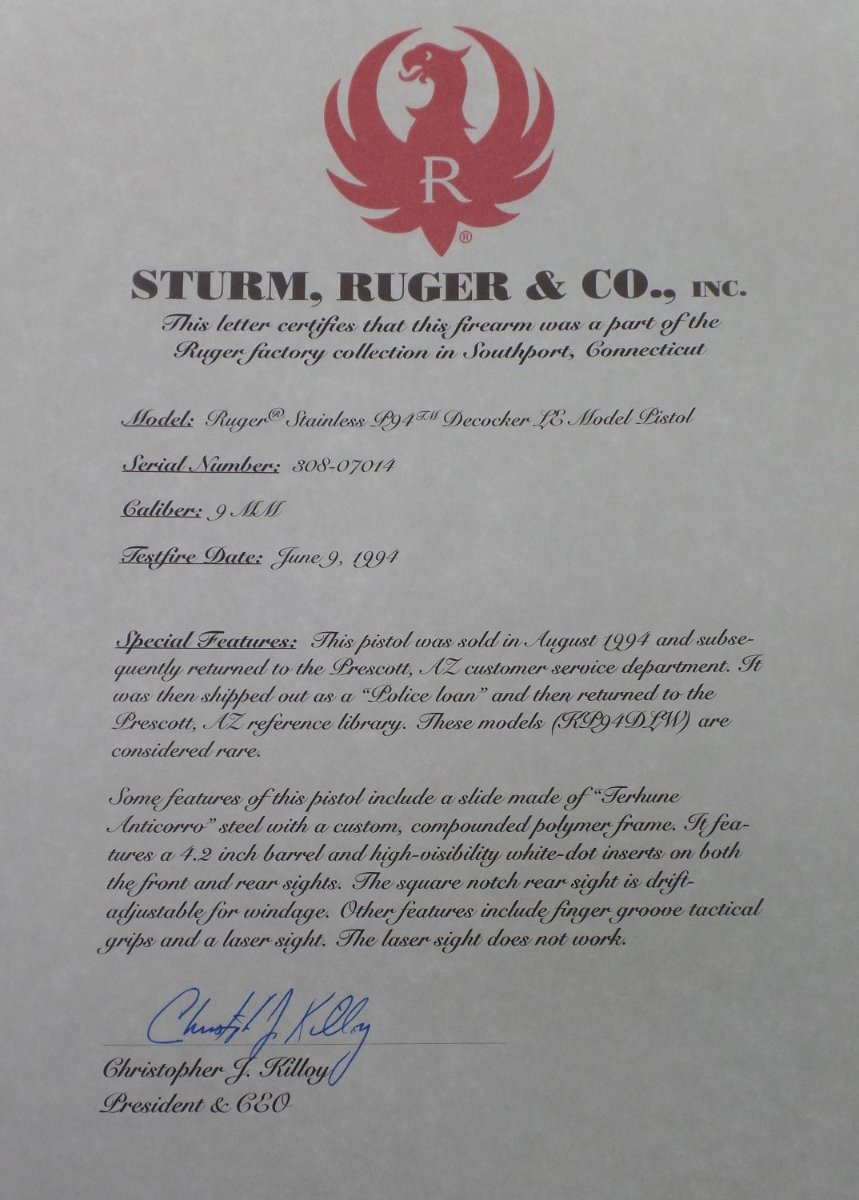 R
®
STURM, RUGER & CO., INC.
This letter certifies that this firearm was a part of the
Ruger factory collection in Southport, Connecticut
Model: Ruger® Stainless P94™ Decocker LE Model Pistol
Serial Number: 308-07014
Caliber: 9 MM
Testfire Date: June 9, 1994
Special Features: This pistol was sold in August 1994 and subse-
quently returned to the Prescott, AZ customer service department. It
was then shipped out as a “Police loan” and then returned to the
Prescott, AZ reference library. These models (KP94DLW) are
considered rare.
Some features of this pistol include a slide made of “Terhune
Anticorro” steel with a custom, compounded polymer frame. It fea-
tures a 4.2 inch barrel and high-visibility white-dot inserts on both
the front and rear sights. The square notch rear sight is drift-
adjustable for windage. Other features include finger groove tactical
grips and a laser sight. The laser sight does not work.
Christoph J. Killoy
Christopher J. Killoy
President & CEO